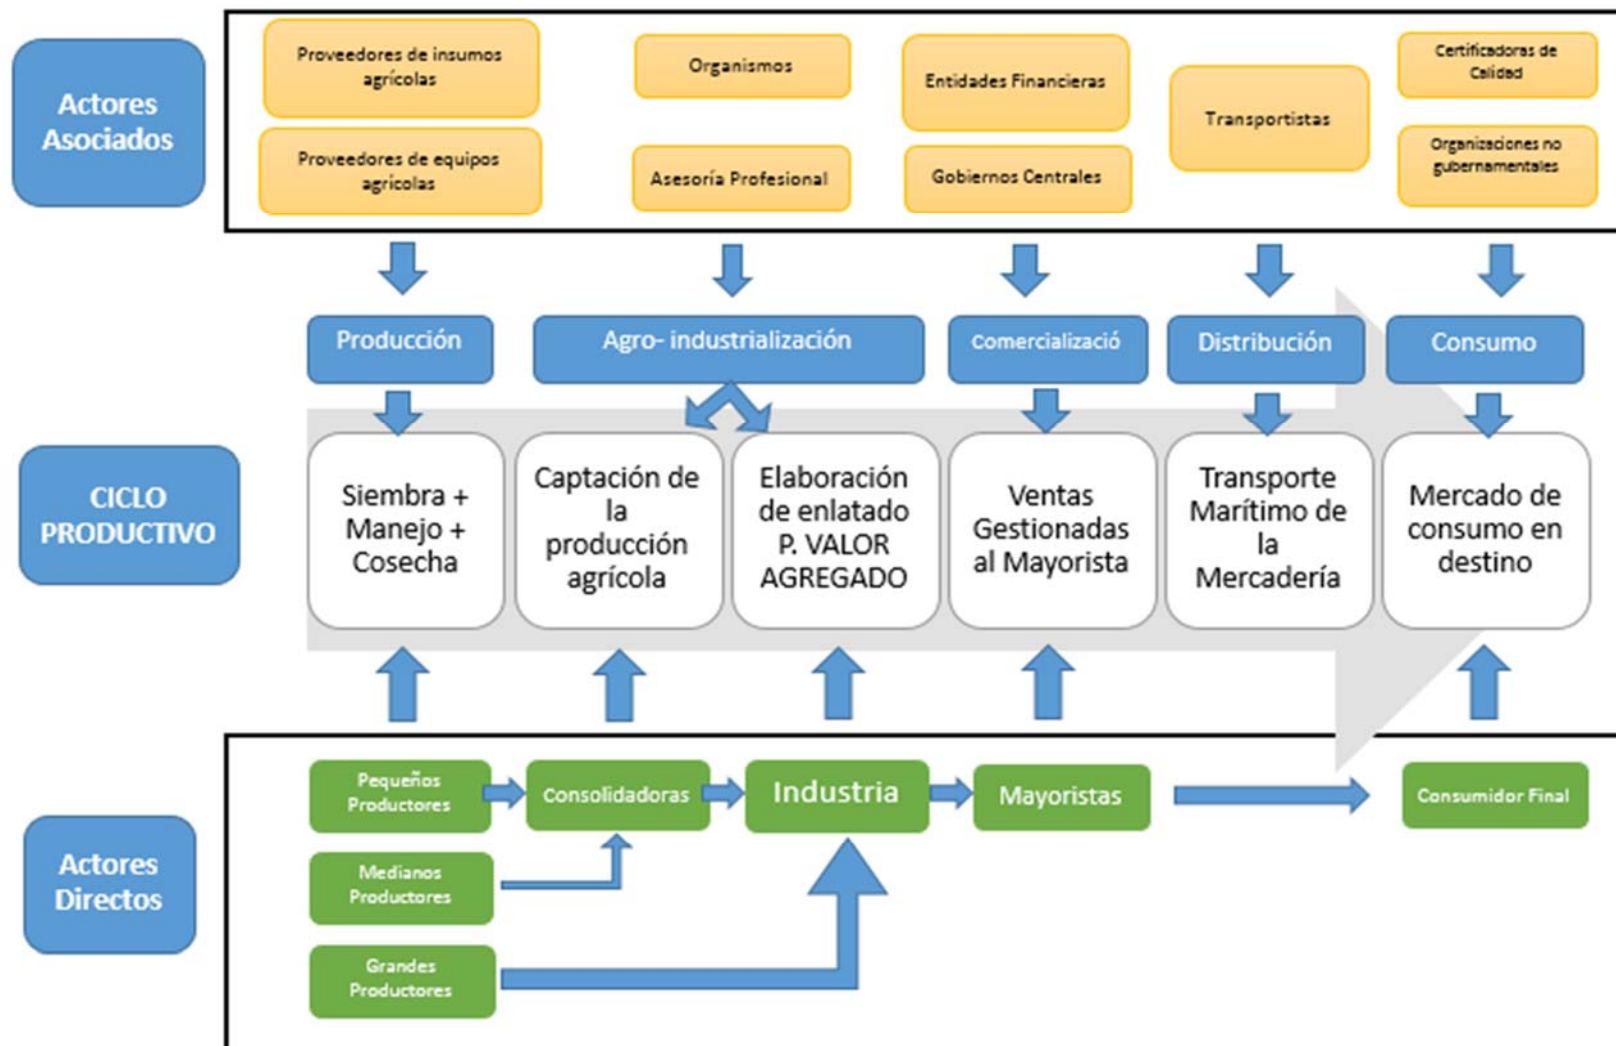 Actores
Asociados
Proveedores de insumos
agrícolas
Proveedores de equipos
agrícolas
Organismos
Asesoría Profesional
Entidades Financieras
Gobiernos Centrales
Transportistas
Certificadoras de
Calidad
Organizaciones no
gubernamentales
Producción
Agro- industrialización
Comercializació
Distribución
Consumo
CICLO
PRODUCTIVO
Siembra +
Manejo +
Cosecha
Captación de
la
producción
agrícola
Elaboración
de enlatado
P. VALOR
AGREGADO
Ventas
Gestionadas
al Mayorista
Transporte
Marítimo de
la
Mercadería
Mercado de
consumo en
destino
Actores
Directos
Pequeños
Productores
Consolidadoras
Industria
Mayoristas
Consumidor Final
Medianos
Productores
Grandes
Productores